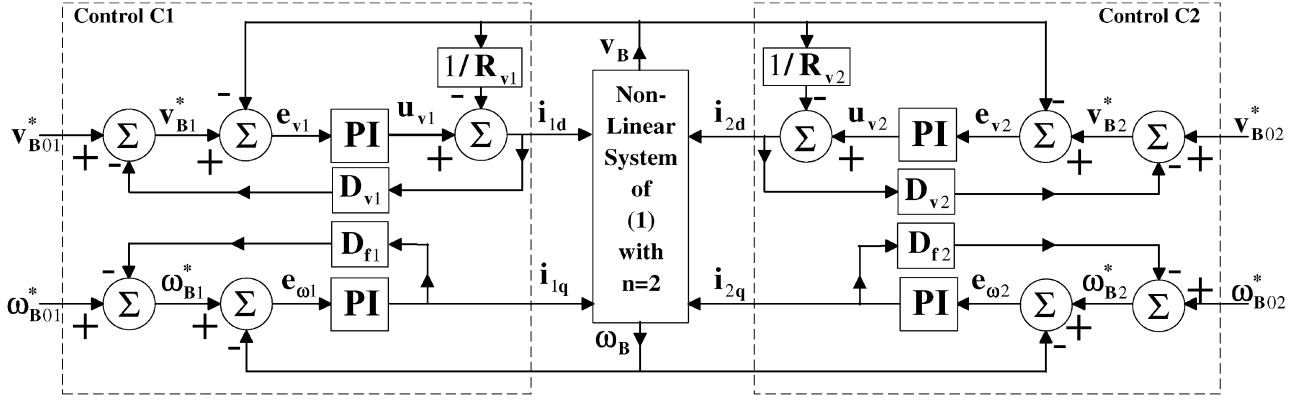 Control C1
Control C2
v_B
1/R_v1
1/R_v2
-
-
-
-
v*_B01
+
Σ
-
v*_B1
+
Σ
e_v1
PI
u_v1
+
Σ
i_1d
Non-
Linear
System
of
(1)
with
n=2
i_2d
Σ
+
u_v2
PI
e_v2
Σ
+
v*_B2
Σ
-
+
v*_B02
D_v1
D_v2
D_f1
D_f2
-
-
ω*_B01
+
Σ
ω*_B1
+
Σ
-
e_ω1
PI
i_1q
i_2q
PI
e_ω2
Σ
-
+
ω*_B2
Σ
+
ω*_B02
ω_B